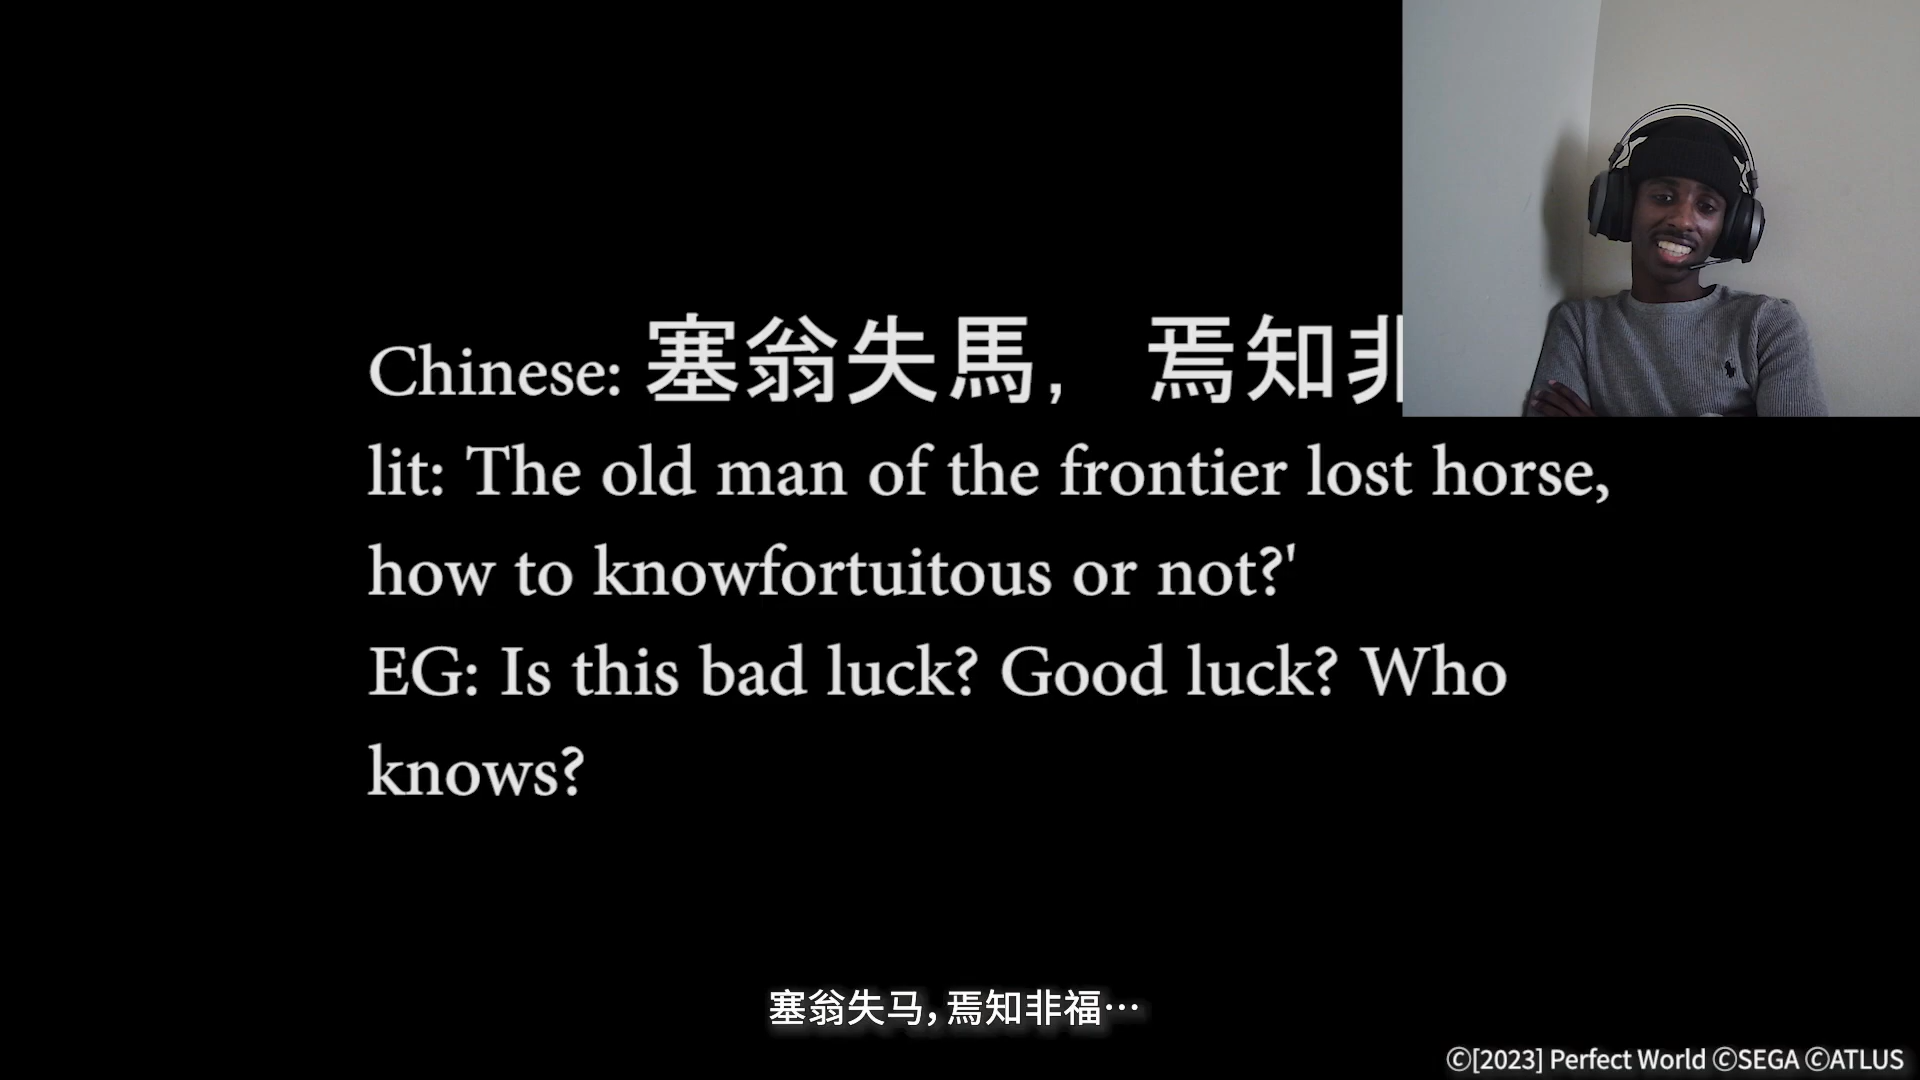 Chinese: 塞翁失馬， 焉知非
lit: The old man of the frontier lost horse,
how to knowfortuitous or not?'
EG: Is this bad luck? Good luck? Who
knows?
塞翁失马，焉知非福…
©[2023] Perfect World ©SEGA ©ATLUS